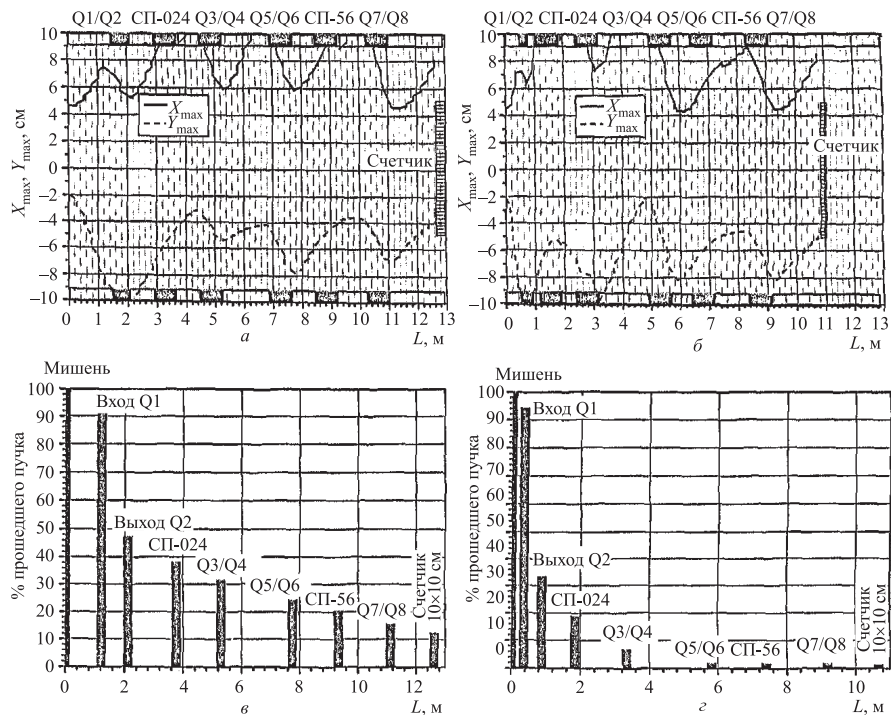 Q1/Q2 СП-024 Q3/Q4 Q5/Q6 СП-56 Q7/Q8
X_max, Y_max, см
10
8
6
4
2
0
−2
−4
−6
−8
−10
X_max
Y_max
Счетчик
0 1 2 3 4 5 6 7 8 9 10 11 12 13
а
L, м
Q1/Q2 СП-024 Q3/Q4 Q5/Q6 СП-56 Q7/Q8
X_max, Y_max, см
10
8
6
4
2
0
−2
−4
−6
−8
−10
X_max
Y_max
Счетчик
0 1 2 3 4 5 6 7 8 9 10 11 12 13
б
L, м
Мишень
% прошедшего пучка
100
90
80
70
60
50
40
30
20
10
0
Вход Q1
Выход Q2
СП-024
Q3/Q4
Q5/Q6
СП-56
Q7/Q8
Счетчик
10×10 см
0 2 4 6 8 10 12
в
L, м
Мишень
% прошедшего пучка
100
90
80
70
60
50
40
30
20
10
0
Вход Q1
Выход Q2
СП-024
Q3/Q4
Q5/Q6
СП-56
Q7/Q8
Счетчик
10×10 см
0 2 4 6 8 10
г
L, м